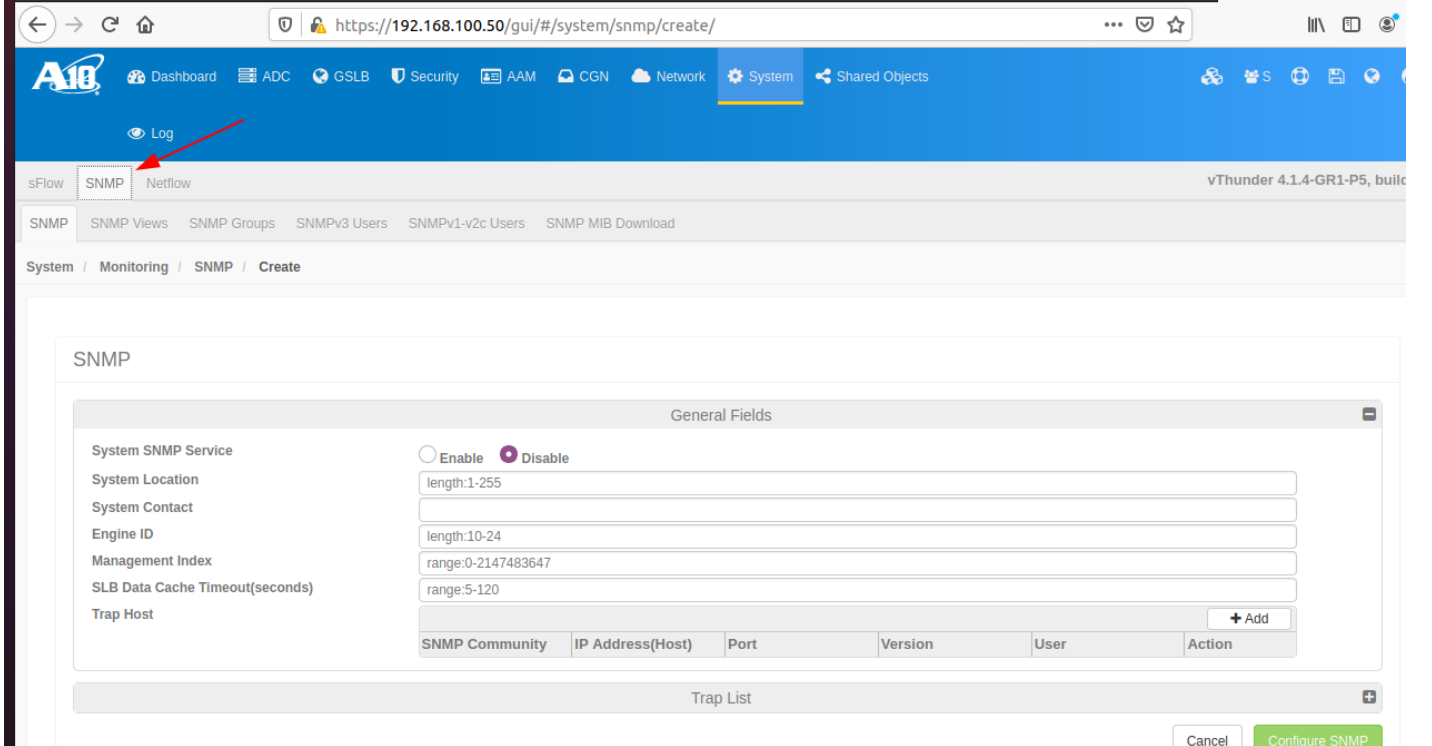 https://192.168.100.50/gui/#/system/snmp/create/
A10 Dashboard ADC GSLB Security AAM CGN Network System Shared Objects S
Log
sFlow SNMP Netflow vThunder 4.1.4-GR1-P5, build
SNMP SNMP Views SNMP Groups SNMPv3 Users SNMPv1-v2c Users SNMP MIB Download
System / Monitoring / SNMP / Create
SNMP
General Fields
System SNMP Service Enable Disable
System Location length:1-255
System Contact
Engine ID length:10-24
Management Index range:0-2147483647
SLB Data Cache Timeout(seconds) range:5-120
Trap Host + Add
SNMP Community IP Address(Host) Port Version User Action
Trap List
Cancel Configure SNMP